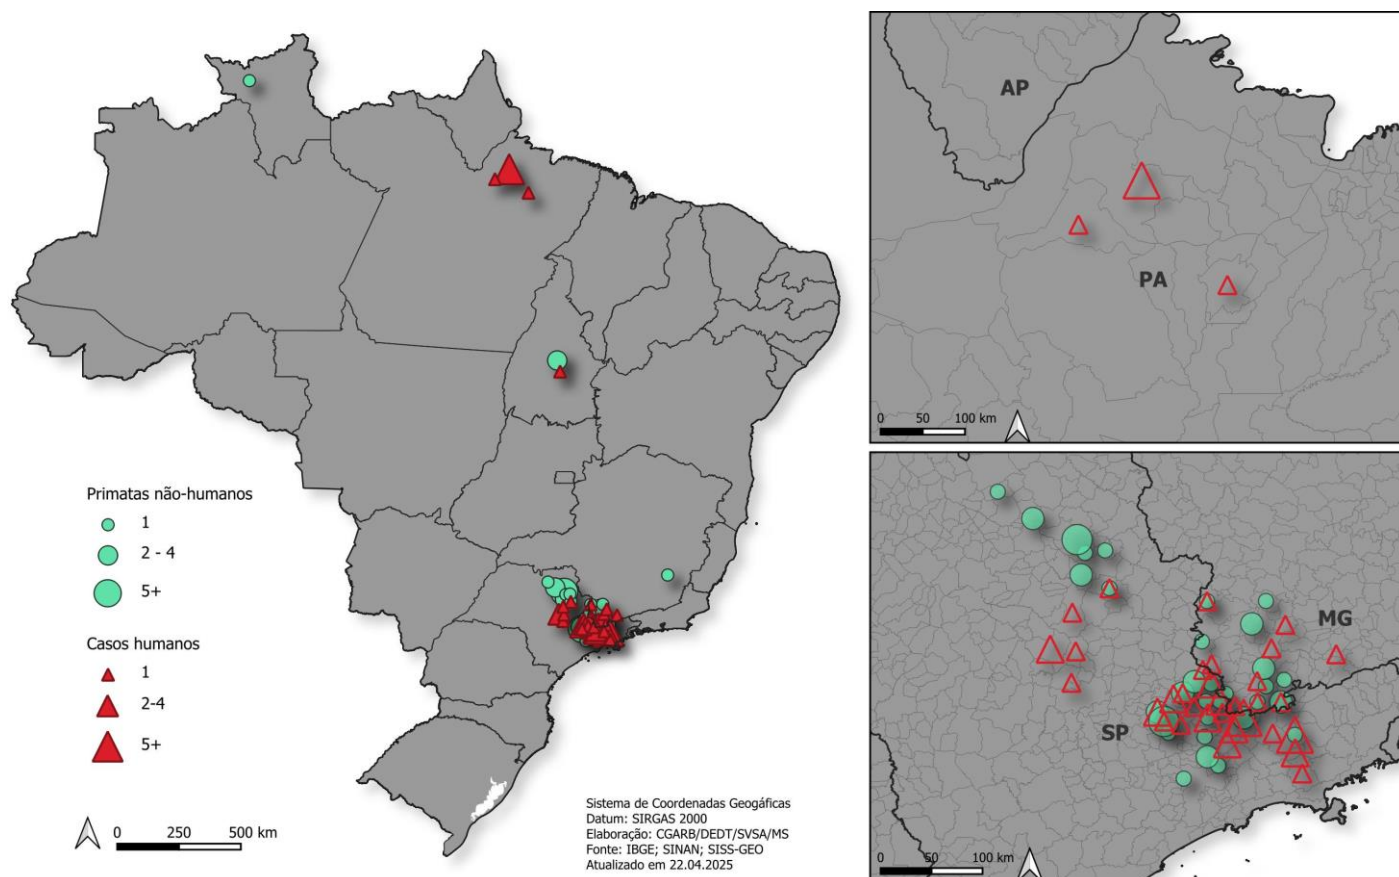 Primatas não-humanos
1
2 - 4
5+
Casos humanos
1
2-4
5+
0 250 500 km
Sistema de Coordenadas Geogáficas
Datum: SIRGAS 2000
Elaboração: CGARB/DEDT/SVSA/MS
Fonte: IBGE; SINAN; SISS-GEO
Atualizado em 22.04.2025
AP
PA
0 50 100 km
MG
SP
0 50 100 km